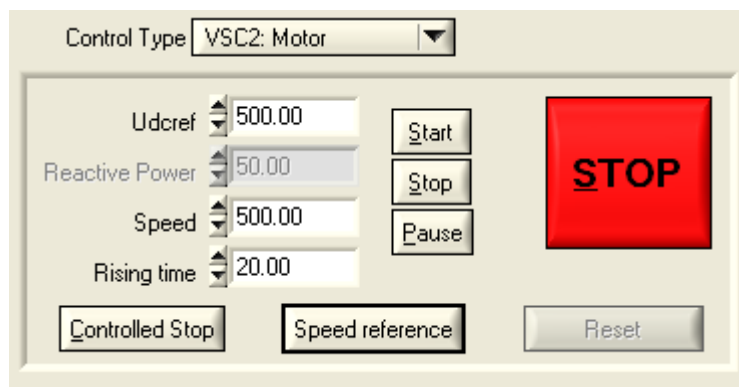 Control Type VSC2: Motor
Udcref 500.00
Start
Reactive Power 50.00
Stop
STOP
Speed 500.00
Pause
Rising time 20.00
Controlled Stop Speed reference Reset